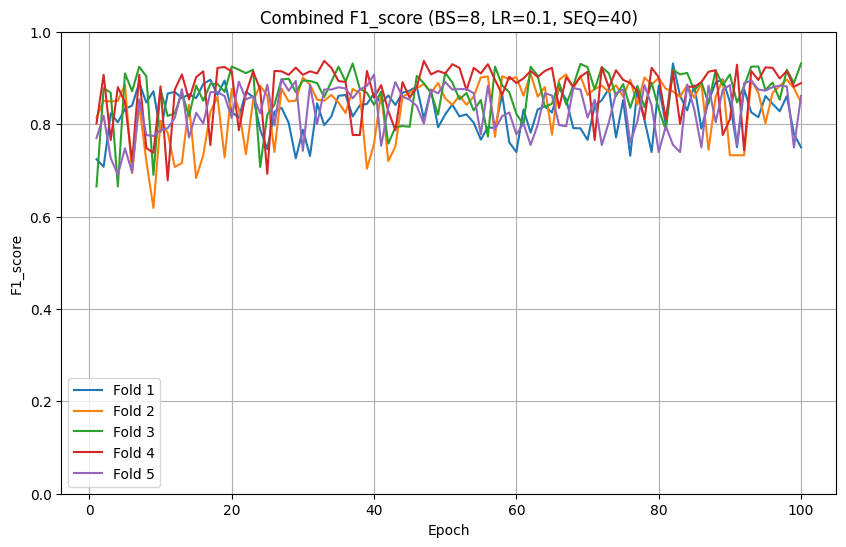 Combined F1_score (BS=8, LR=0.1, SEQ=40)
1.0
0.8
0.6
0.4
0.2
0.0
F1_score
Fold 1
Fold 2
Fold 3
Fold 4
Fold 5
0 20 40 60 80 100
Epoch